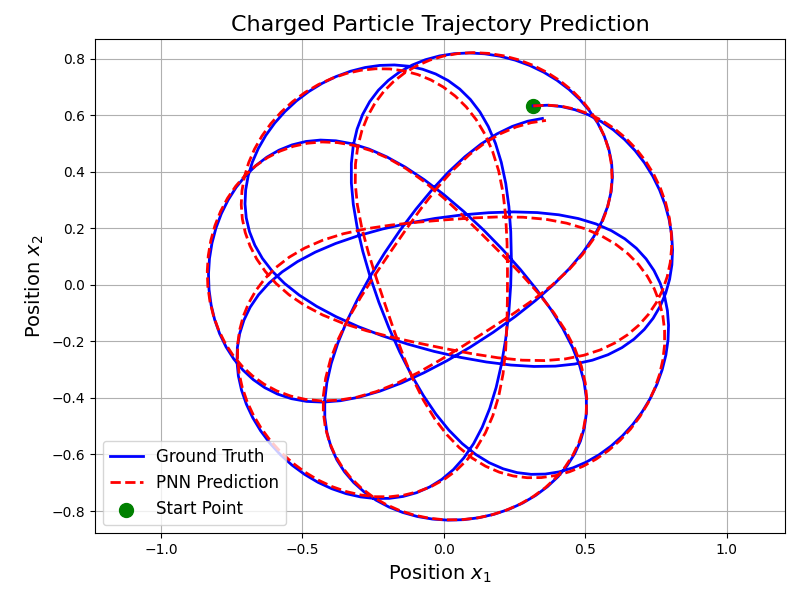 Charged Particle Trajectory Prediction
Position x₂
0.8
0.6
0.4
0.2
0.0
−0.2
−0.4
−0.6
−0.8
Ground Truth
PNN Prediction
Start Point
−1.0
−0.5
0.0
0.5
1.0
Position x₁